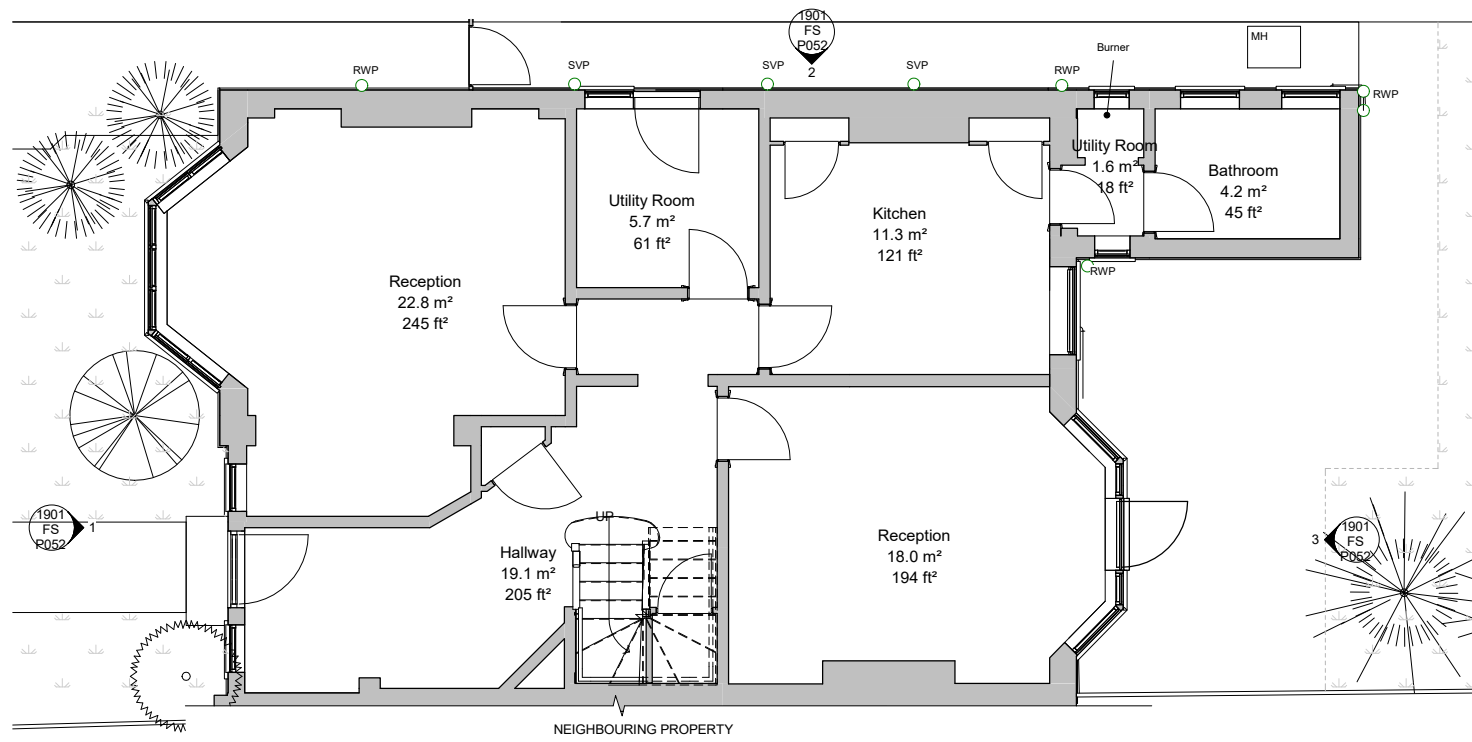 1901
FS
P052
2
MH
Burner
RWP
SVP
SVP
SVP
RWP
RWP
Utility Room
1.6 m²
18 ft²
Bathroom
4.2 m²
45 ft²
Utility Room
5.7 m²
61 ft²
Kitchen
11.3 m²
121 ft²
RWP
Reception
22.8 m²
245 ft²
1901
FS
P052
1
UP
Hallway
19.1 m²
205 ft²
Reception
18.0 m²
194 ft²
3
1901
FS
P052
NEIGHBOURING PROPERTY